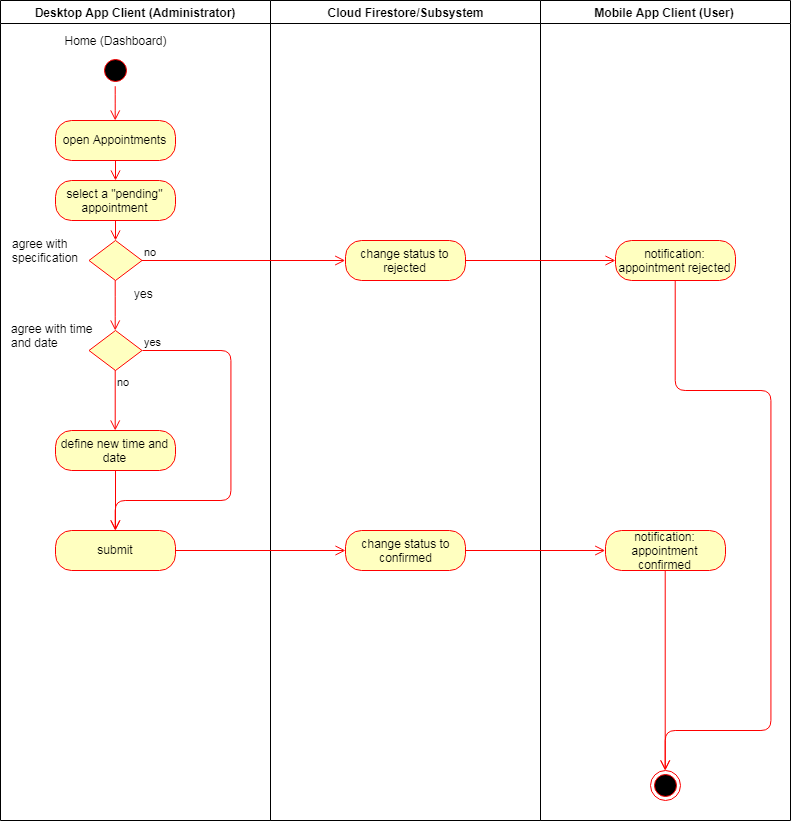 Desktop App Client (Administrator)
Cloud Firestore/Subsystem
Mobile App Client (User)
Home (Dashboard)
open Appointments
select a "pending"
appointment
agree with
specification
no
change status to
rejected
notification:
appointment rejected
yes
agree with time
and date
yes
no
define new time and
date
submit
change status to
confirmed
notification:
appointment
confirmed